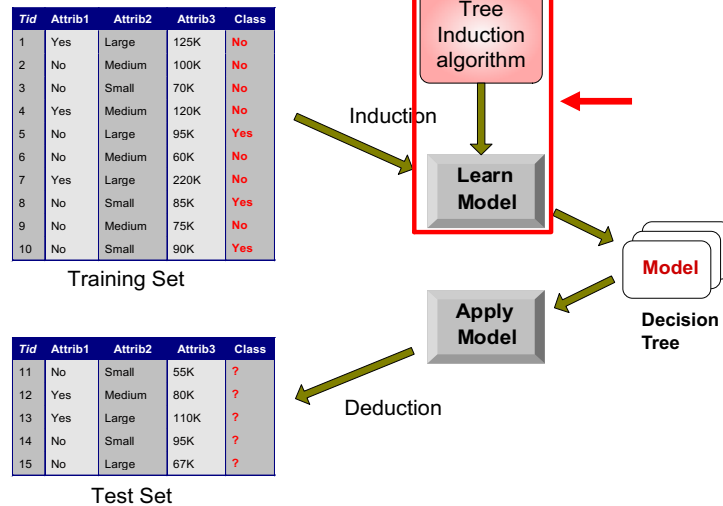 Tid Attrib1 Attrib2 Attrib3 Class
1 Yes Large 125K No
2 No Medium 100K No
3 No Small 70K No
4 Yes Medium 120K No
5 No Large 95K Yes
6 No Medium 60K No
7 Yes Large 220K No
8 No Small 85K Yes
9 No Medium 75K No
10 No Small 90K Yes
Training Set
Tree
Induction
algorithm
Induction
Learn
Model
Model
Decision
Tree
Apply
Model
Deduction
Tid Attrib1 Attrib2 Attrib3 Class
11 No Small 55K ?
12 Yes Medium 80K ?
13 Yes Large 110K ?
14 No Small 95K ?
15 No Large 67K ?
Test Set